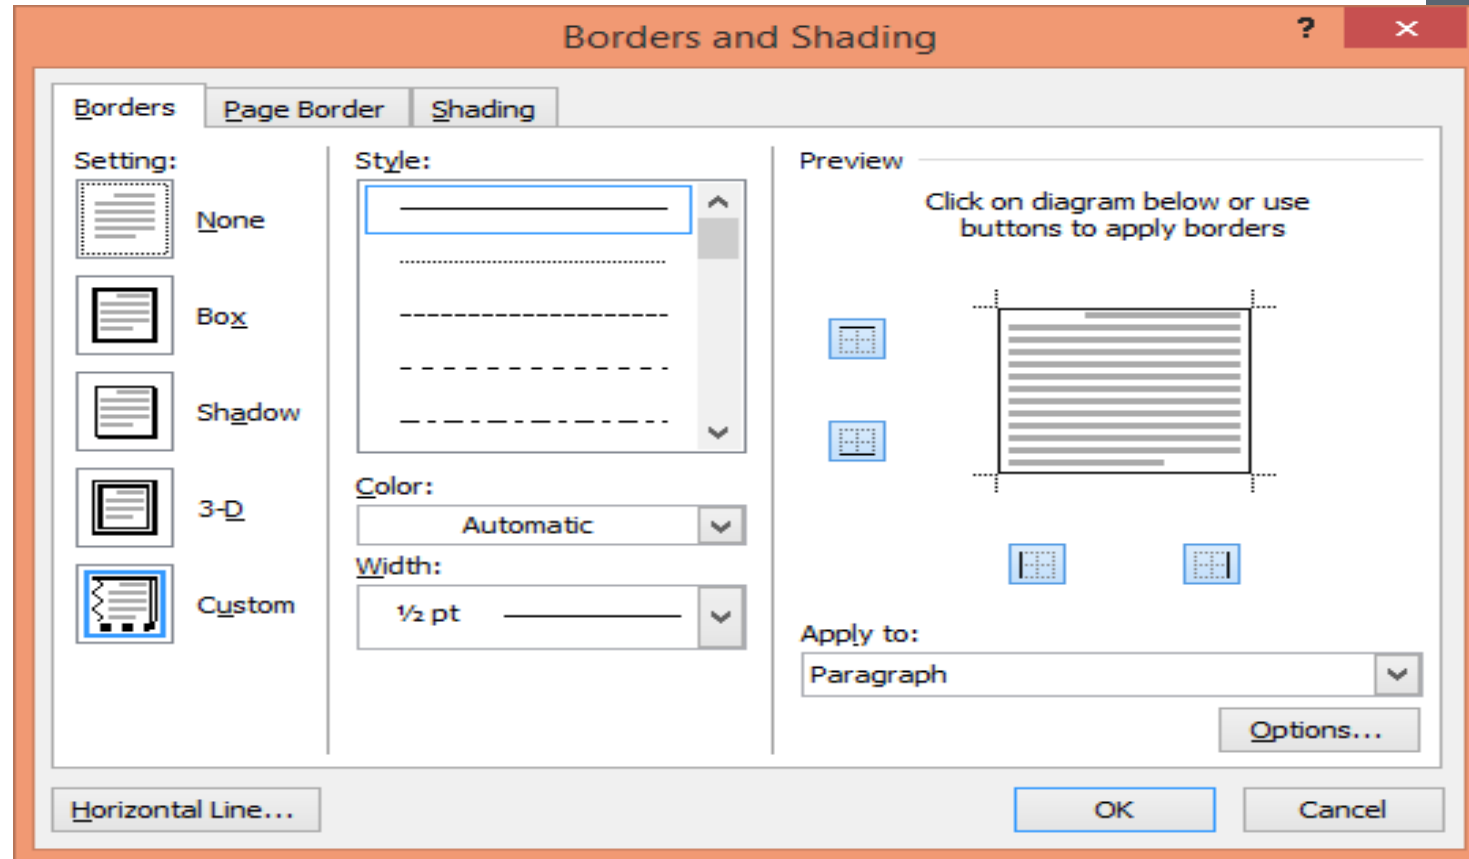 Borders and Shading
?
Borders
Page Border
Shading
Setting:
None
Box
Shadow
3-D
Custom
Style:
Color:
Automatic
Width:
½ pt
Preview
Click on diagram below or use
buttons to apply borders
Apply to:
Paragraph
Options...
Horizontal Line...
OK
Cancel